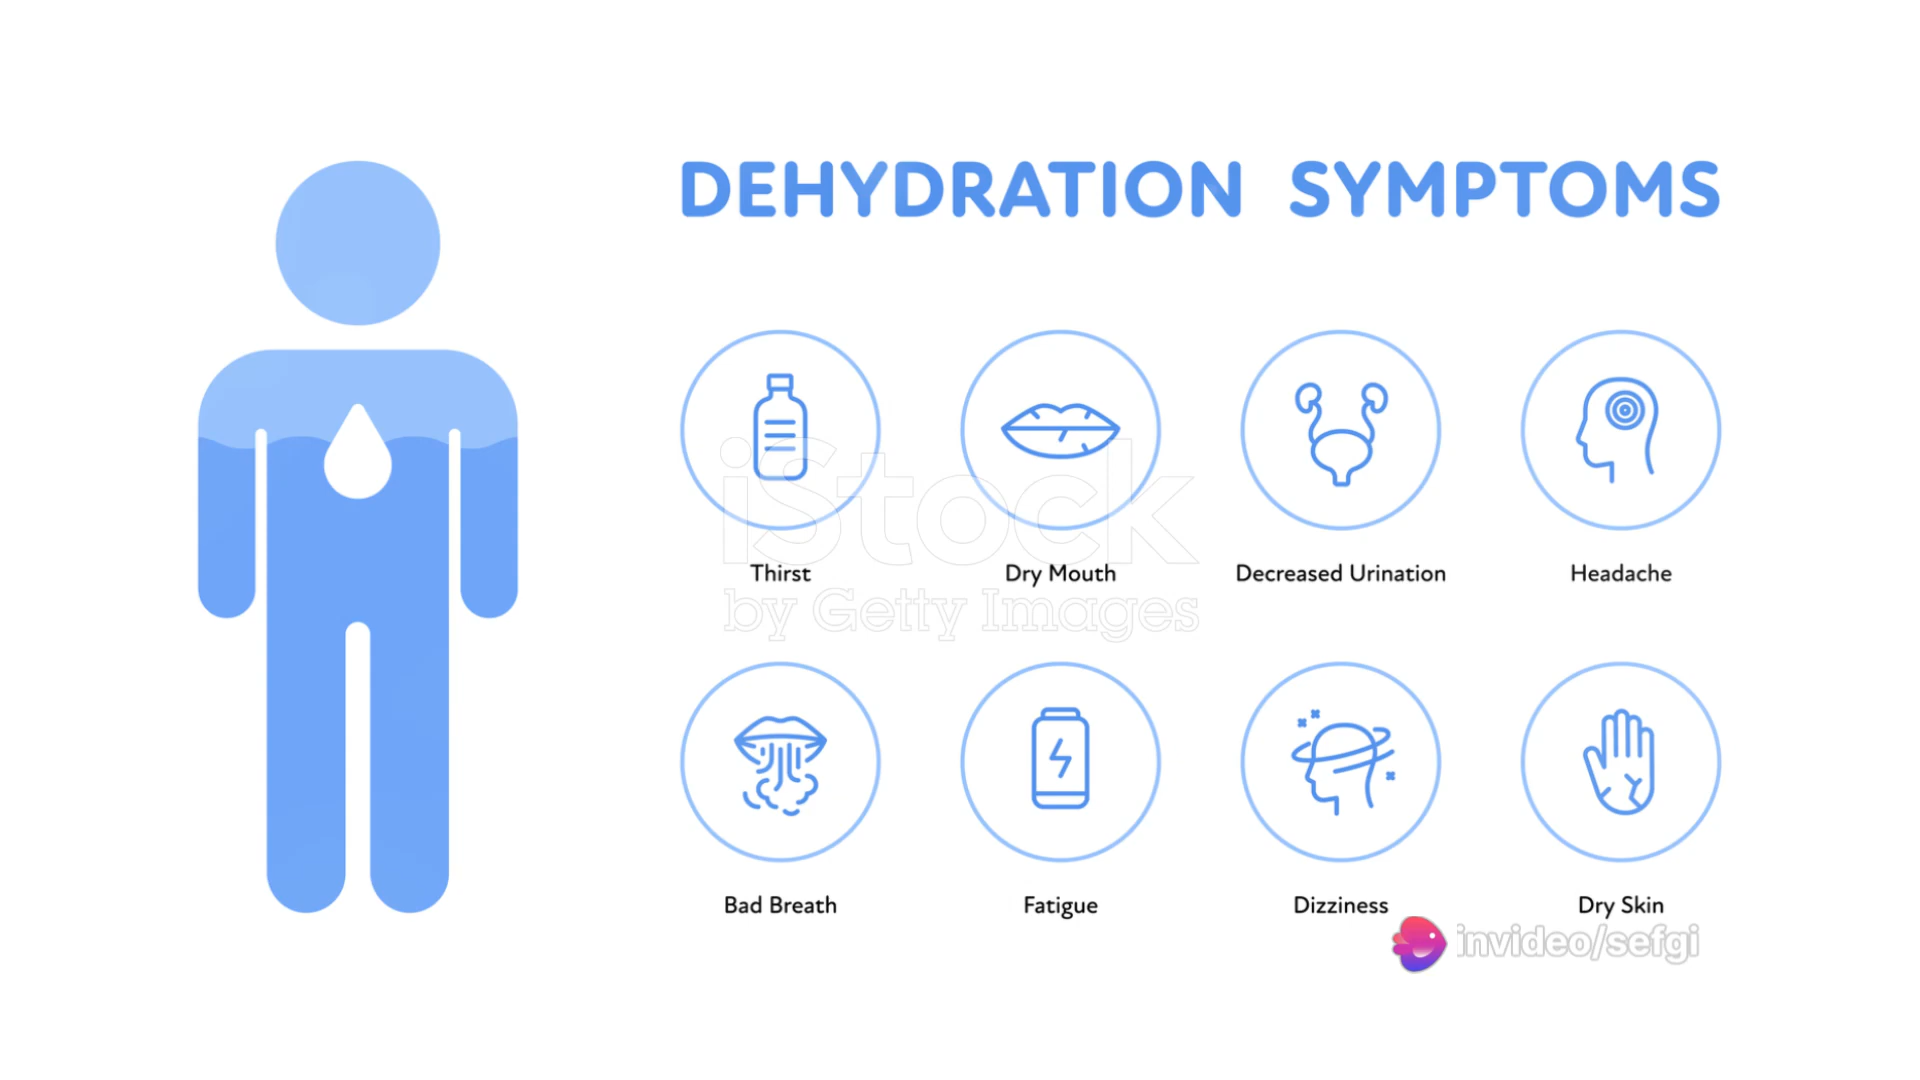 DEHYDRATION SYMPTOMS
iStock
by Getty Images
Thirst
Dry Mouth
Decreased Urination
Headache
Bad Breath
Fatigue
Dizziness
Dry Skin
invideo/sefgi